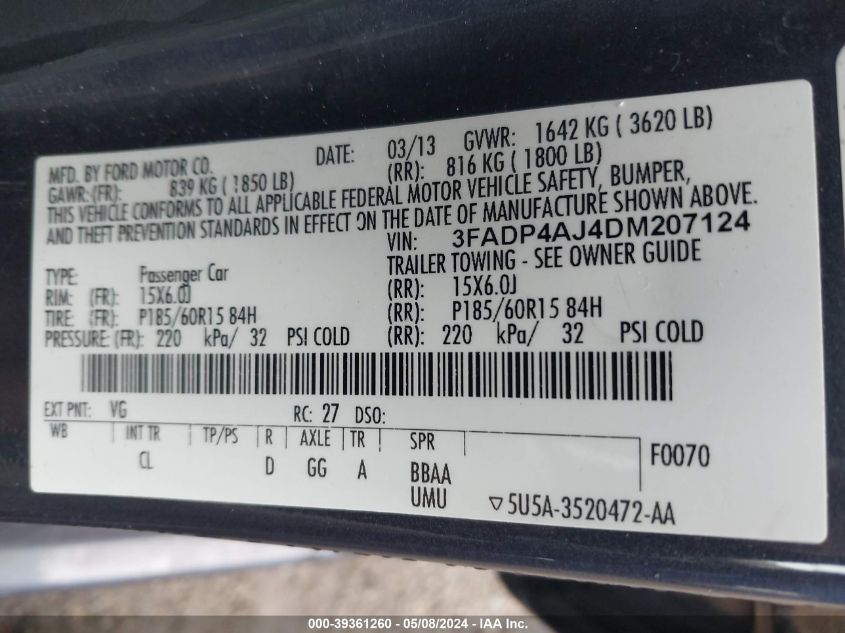 MFD. BY FORD MOTOR CO. DATE: 03/13 GVWR: 1642 KG ( 3620 LB)
GAWR: (FR): 839 KG ( 1850 LB) (RR): 816 KG ( 1800 LB)
THIS VEHICLE CONFORMS TO ALL APPLICABLE FEDERAL MOTOR VEHICLE SAFETY, BUMPER,
AND THEFT PREVENTION STANDARDS IN EFFECT ON THE DATE OF MANUFACTURE SHOWN ABOVE.
VIN: 3FADP4AJ4DM207124
TYPE: Passenger Car TRAILER TOWING - SEE OWNER GUIDE
RIM: (FR): 15X6.0J (RR): 15X6.0J
TIRE: (FR): P185/60R15 84H (RR): P185/60R15 84H
PRESSURE: (FR): 220 kPa/ 32 PSI COLD (RR): 220 kPa/ 32 PSI COLD
EXT PNT: VG RC: 27 DSO:
WB INT TR TP/PS R AXLE TR SPR F0070
CL D GG A BBAA
UMU ▽5U5A-3520472-AA
000-39361260 - 05/08/2024 - IAA Inc.